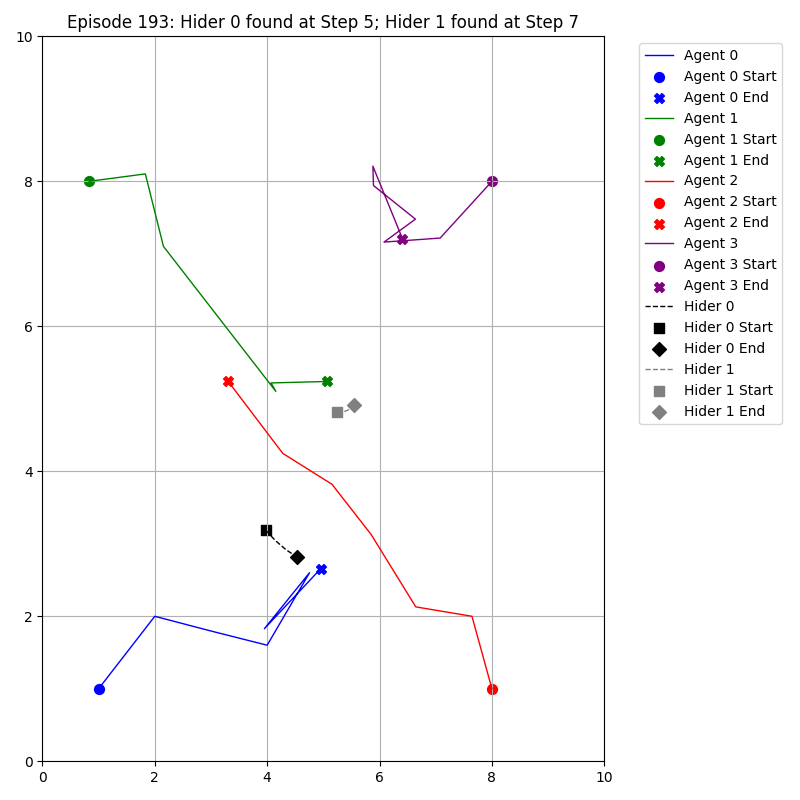 Episode 193: Hider 0 found at Step 5; Hider 1 found at Step 7
10
8
6
4
2
0
0 2 4 6 8 10
Agent 0
Agent 0 Start
Agent 0 End
Agent 1
Agent 1 Start
Agent 1 End
Agent 2
Agent 2 Start
Agent 2 End
Agent 3
Agent 3 Start
Agent 3 End
Hider 0
Hider 0 Start
Hider 0 End
Hider 1
Hider 1 Start
Hider 1 End